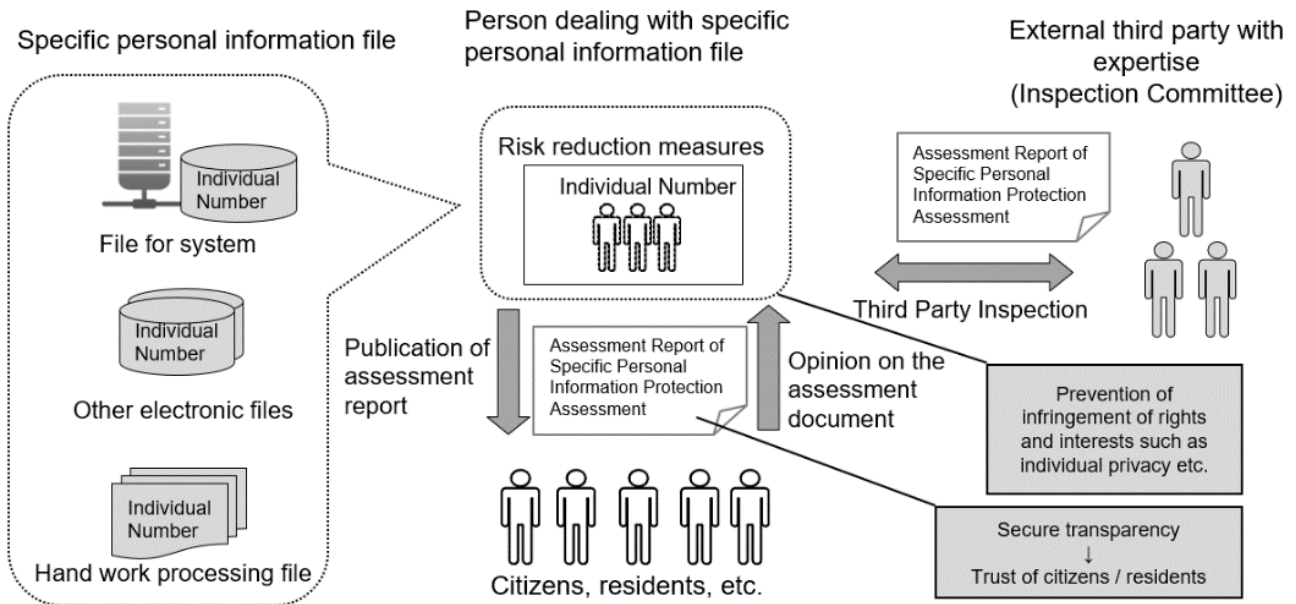 Specific personal information file
Individual
Number
File for system
Individual
Number
Other electronic files
Individual
Number
Hand work processing file
Person dealing with specific
personal information file
Risk reduction measures
Individual Number
Publication of
assessment
report
Assessment Report of
Specific Personal
Information Protection
Assessment
Opinion on the
assessment
document
Citizens, residents, etc.
External third party with
expertise
(Inspection Committee)
Assessment Report of
Specific Personal
Information Protection
Assessment
Third Party Inspection
Prevention of
infringement of rights
and interests such as
individual privacy etc.
Secure transparency
↓
Trust of citizens / residents